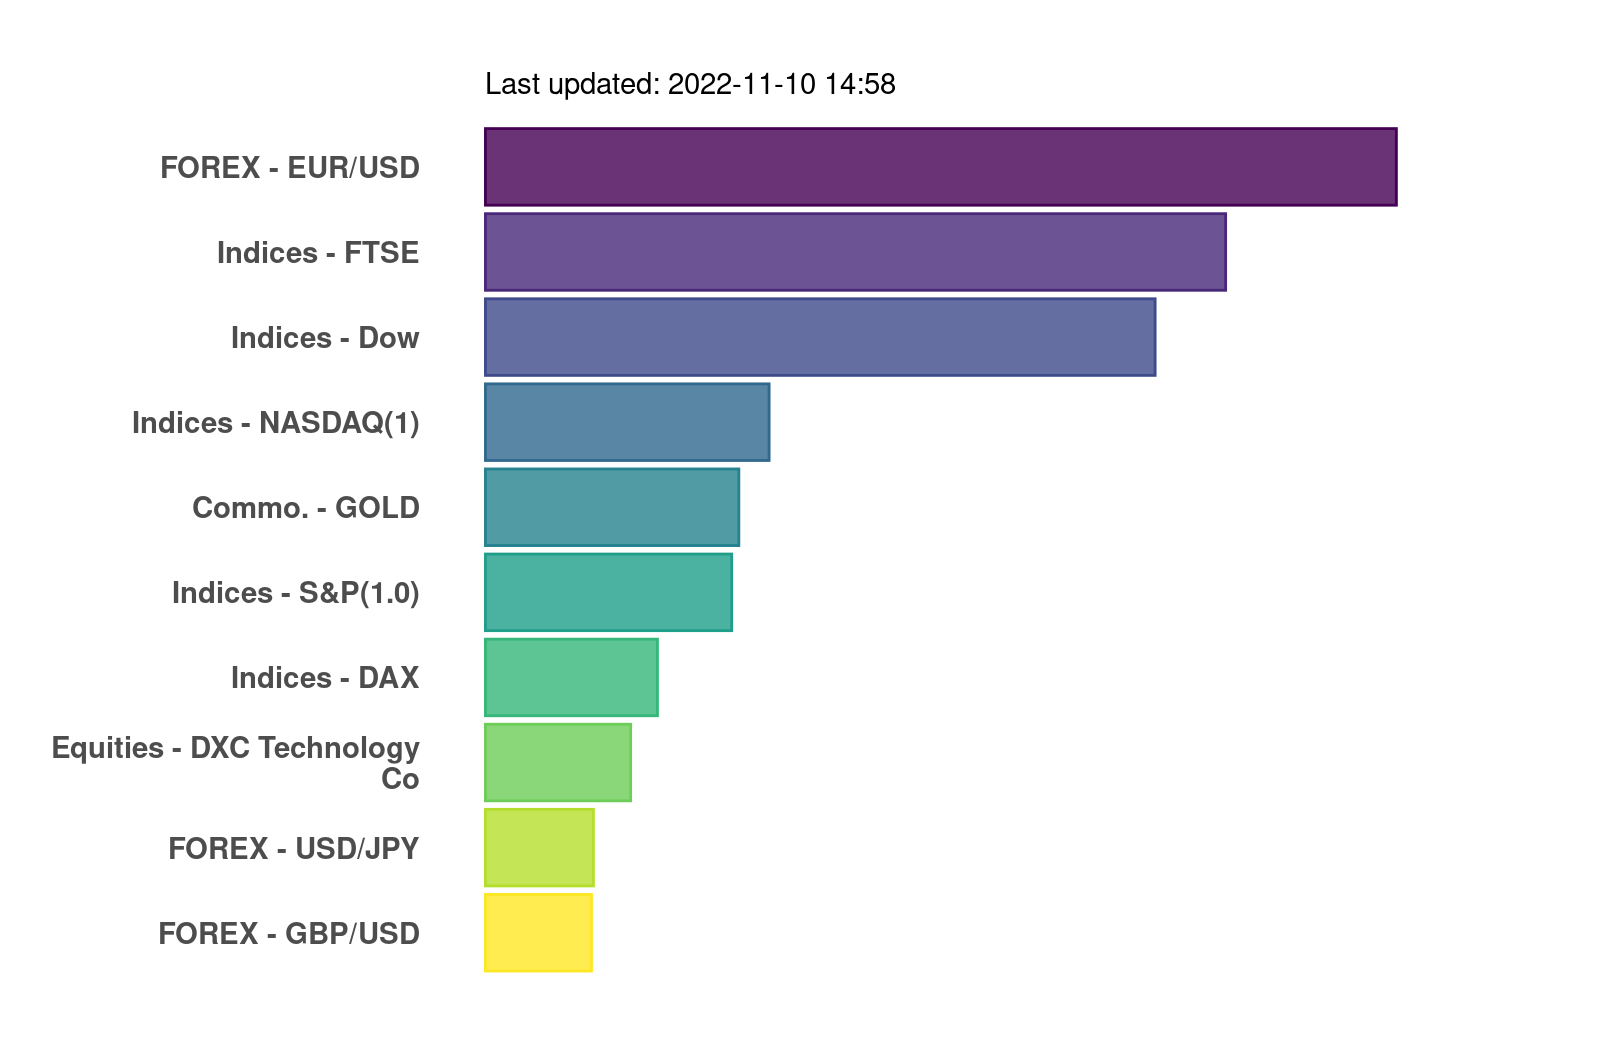 Last updated: 2022-11-10 14:58
FOREX - EUR/USD
Indices - FTSE
Indices - Dow
Indices - NASDAQ(1)
Commo. - GOLD
Indices - S&P(1.0)
Indices - DAX
Equities - DXC Technology
Co
FOREX - USD/JPY
FOREX - GBP/USD